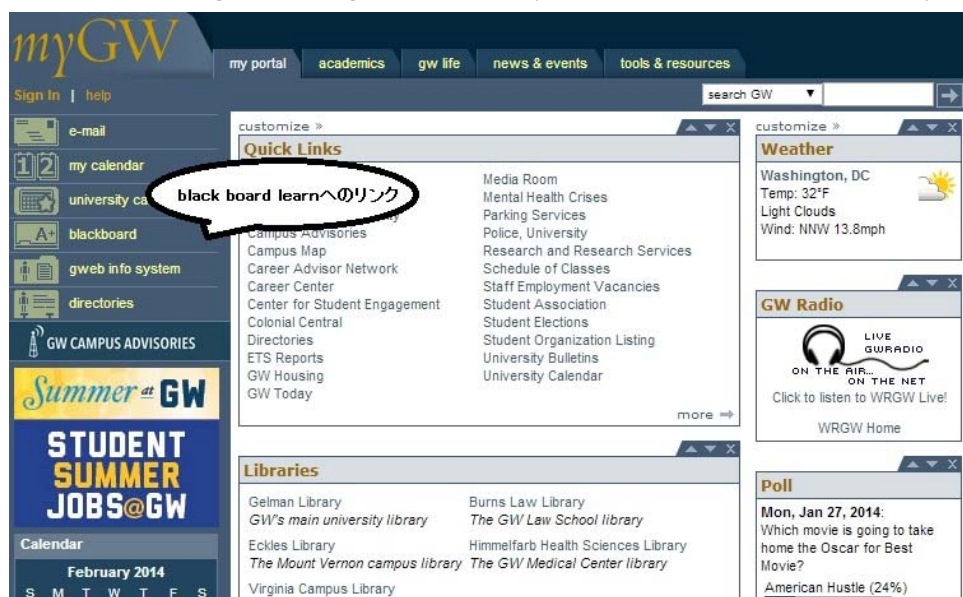 myGW
my portal
academics
gw life
news & events
tools & resources
Sign In | help
search GW
e-mail
my calendar
university ca
blackboard
gweb info system
directories
GW CAMPUS ADVISORIES
Summer at GW
STUDENT
SUMMER
JOBS@GW
Calendar
February 2014
S M T W T F S
black board learnへのリンク
customize »
Quick Links
Campus Advisories
Campus Map
Career Advisor Network
Career Center
Center for Student Engagement
Colonial Central
Directories
ETS Reports
GW Housing
GW Today
Media Room
Mental Health Crises
Parking Services
Police, University
Research and Research Services
Schedule of Classes
Staff Employment Vacancies
Student Association
Student Elections
Student Organization Listing
University Bulletins
University Calendar
more
Libraries
Gelman Library
GW's main university library
Eckles Library
The Mount Vernon campus library
Virginia Campus Library
Burns Law Library
The GW Law School library
Himmelfarb Health Sciences Library
The GW Medical Center library
customize »
Weather
Washington, DC
Temp: 32°F
Light Clouds
Wind: NNW 13.8mph
GW Radio
LIVE
GWRADIO
ON THE AIR...
ON THE NET
Click to listen to WRGW Live!
WRGW Home
Poll
Mon, Jan 27, 2014:
Which movie is going to take
home the Oscar for Best
Movie?
American Hustle (24%)